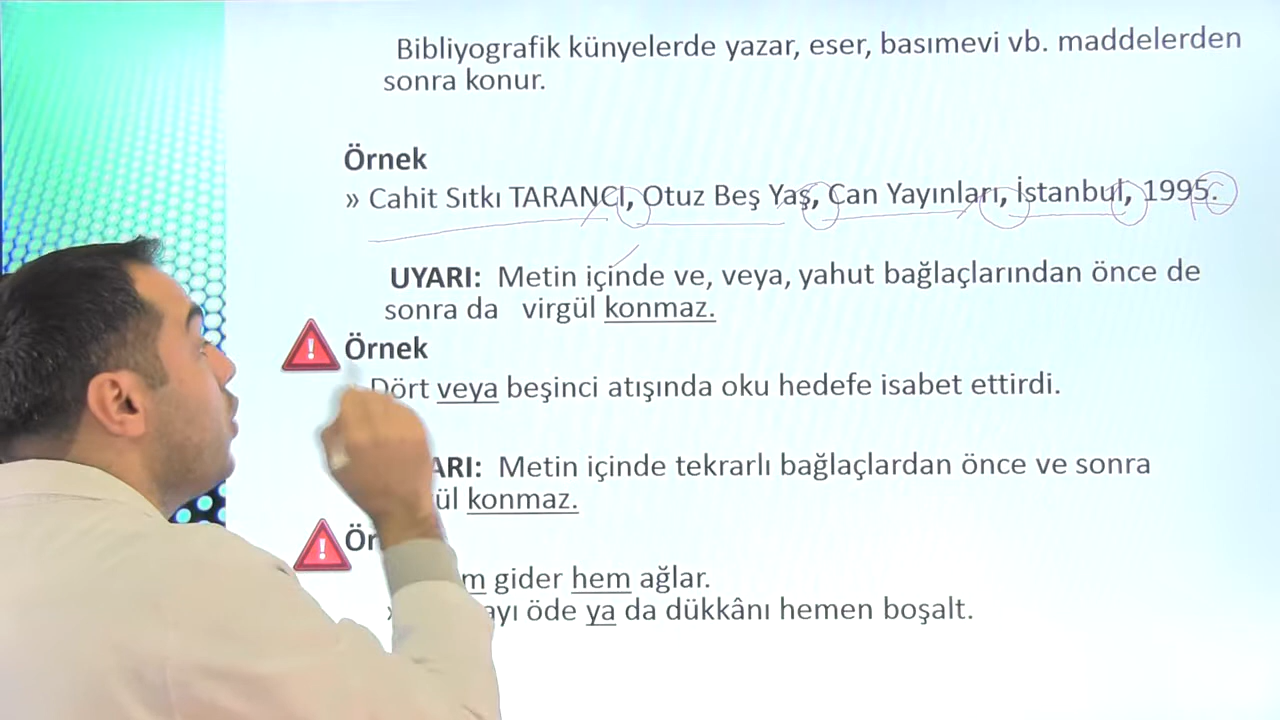 Bibliyografik künyelerde yazar, eser, basımevi vb. maddelerden
sonra konur.
Örnek
» Cahit Sıtkı TARANCI, Otuz Beş Yaş, Can Yayınları, İstanbul, 1995.
UYARI: Metin içinde ve, veya, yahut bağlaçlarından önce de
sonra da virgül konmaz.
Örnek
Dört veya beşinci atışında oku hedefe isabet ettirdi.
Metin içinde tekrarlı bağlaçlardan önce ve sonra
konmaz.
gider hem ağlar.
öde ya da dükkânı hemen boşalt.